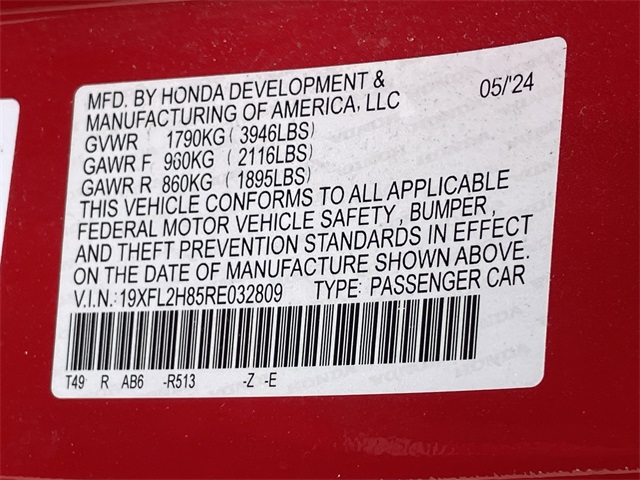 MFD. BY HONDA DEVELOPMENT & 05/'24
MANUFACTURING OF AMERICA, LLC
GVWR 1790KG ( 3946LBS)
GAWR F 960KG ( 2116LBS)
GAWR R 860KG ( 1895LBS)
THIS VEHICLE CONFORMS TO ALL APPLICABLE
FEDERAL MOTOR VEHICLE SAFETY, BUMPER,
AND THEFT PREVENTION STANDARDS IN EFFECT
ON THE DATE OF MANUFACTURE SHOWN ABOVE.
V.I.N.:19XFL2H85RE032809 TYPE: PASSENGER CAR
T49 R AB6 -R513 -Z -E